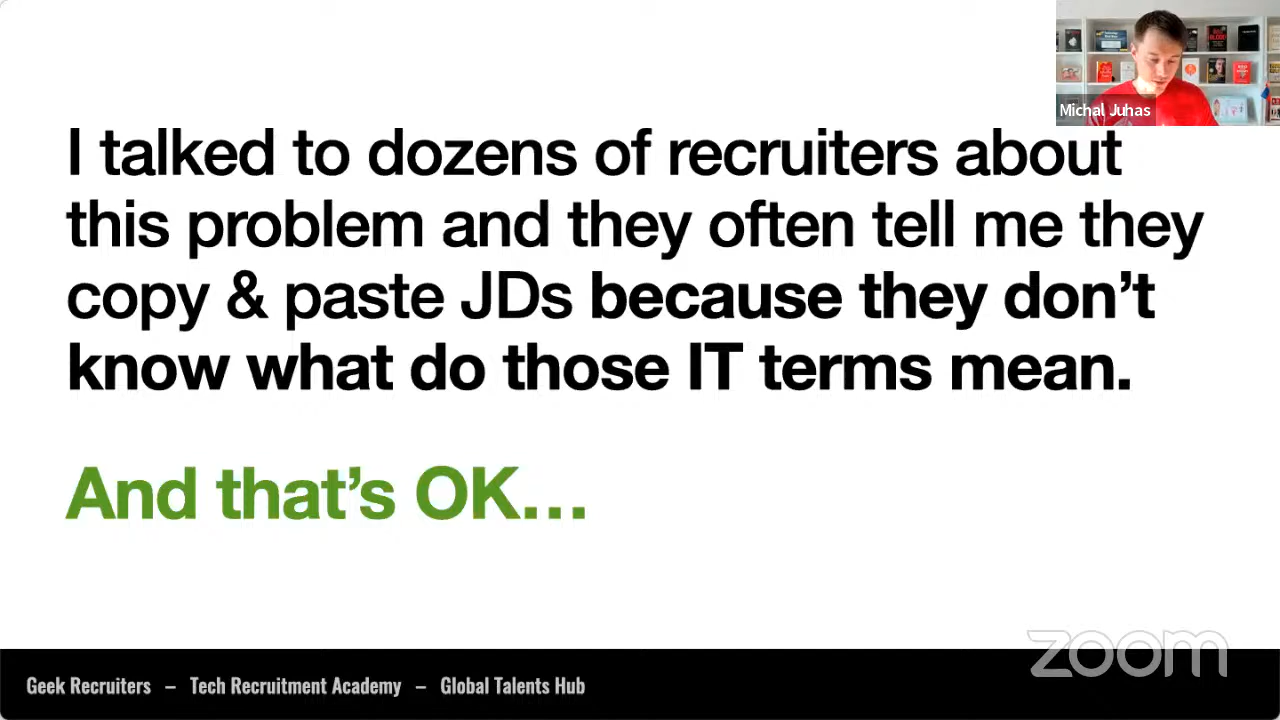 Michal Juhas
I talked to dozens of recruiters about
this problem and they often tell me they
copy & paste JDs because they don’t
know what do those IT terms mean.
And that’s OK…
zoom
Geek Recruiters – Tech Recruitment Academy – Global Talents Hub